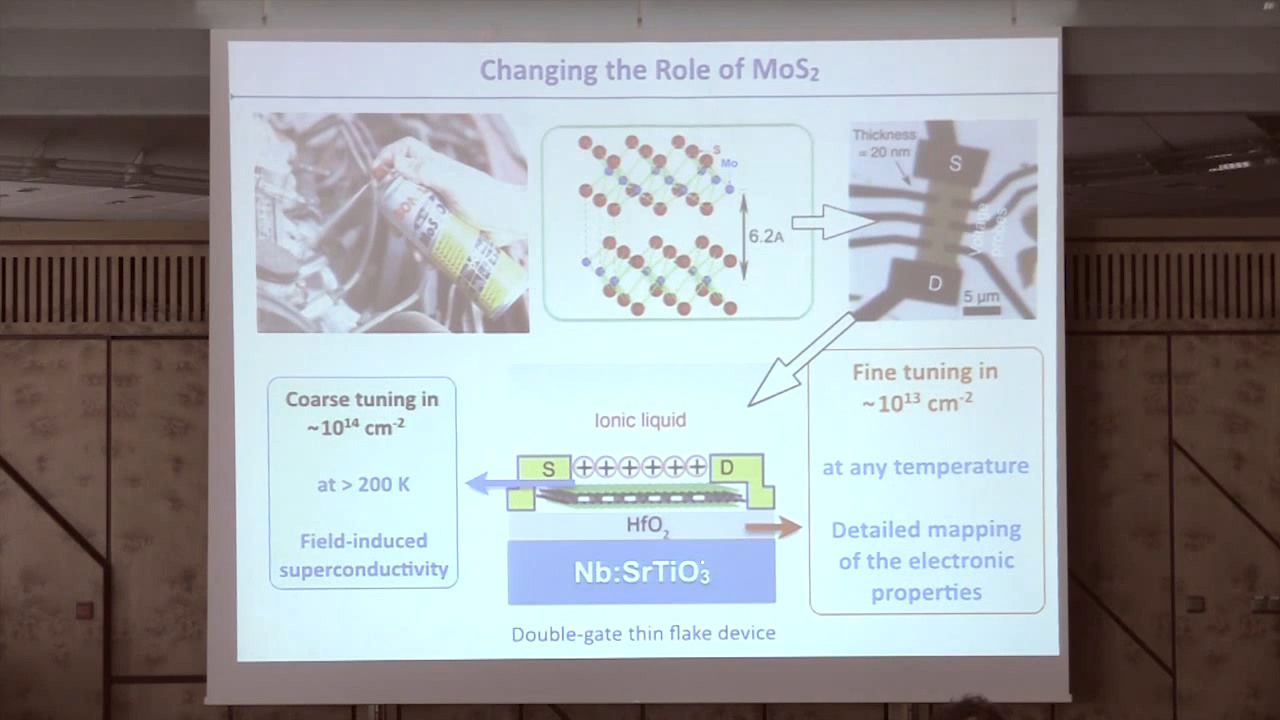 Changing the Role of MoS₂
S
Mo
6.2A
Thickness
= 20 nm
S
D
5 µm
Coarse tuning in
~10¹⁴ cm⁻²
at > 200 K
Field-induced
superconductivity
Ionic liquid
S
D
HfO₂
Nb:SrTiO₃
Double-gate thin flake device
Fine tuning in
~10¹³ cm⁻²
at any temperature
Detailed mapping
of the electronic
properties